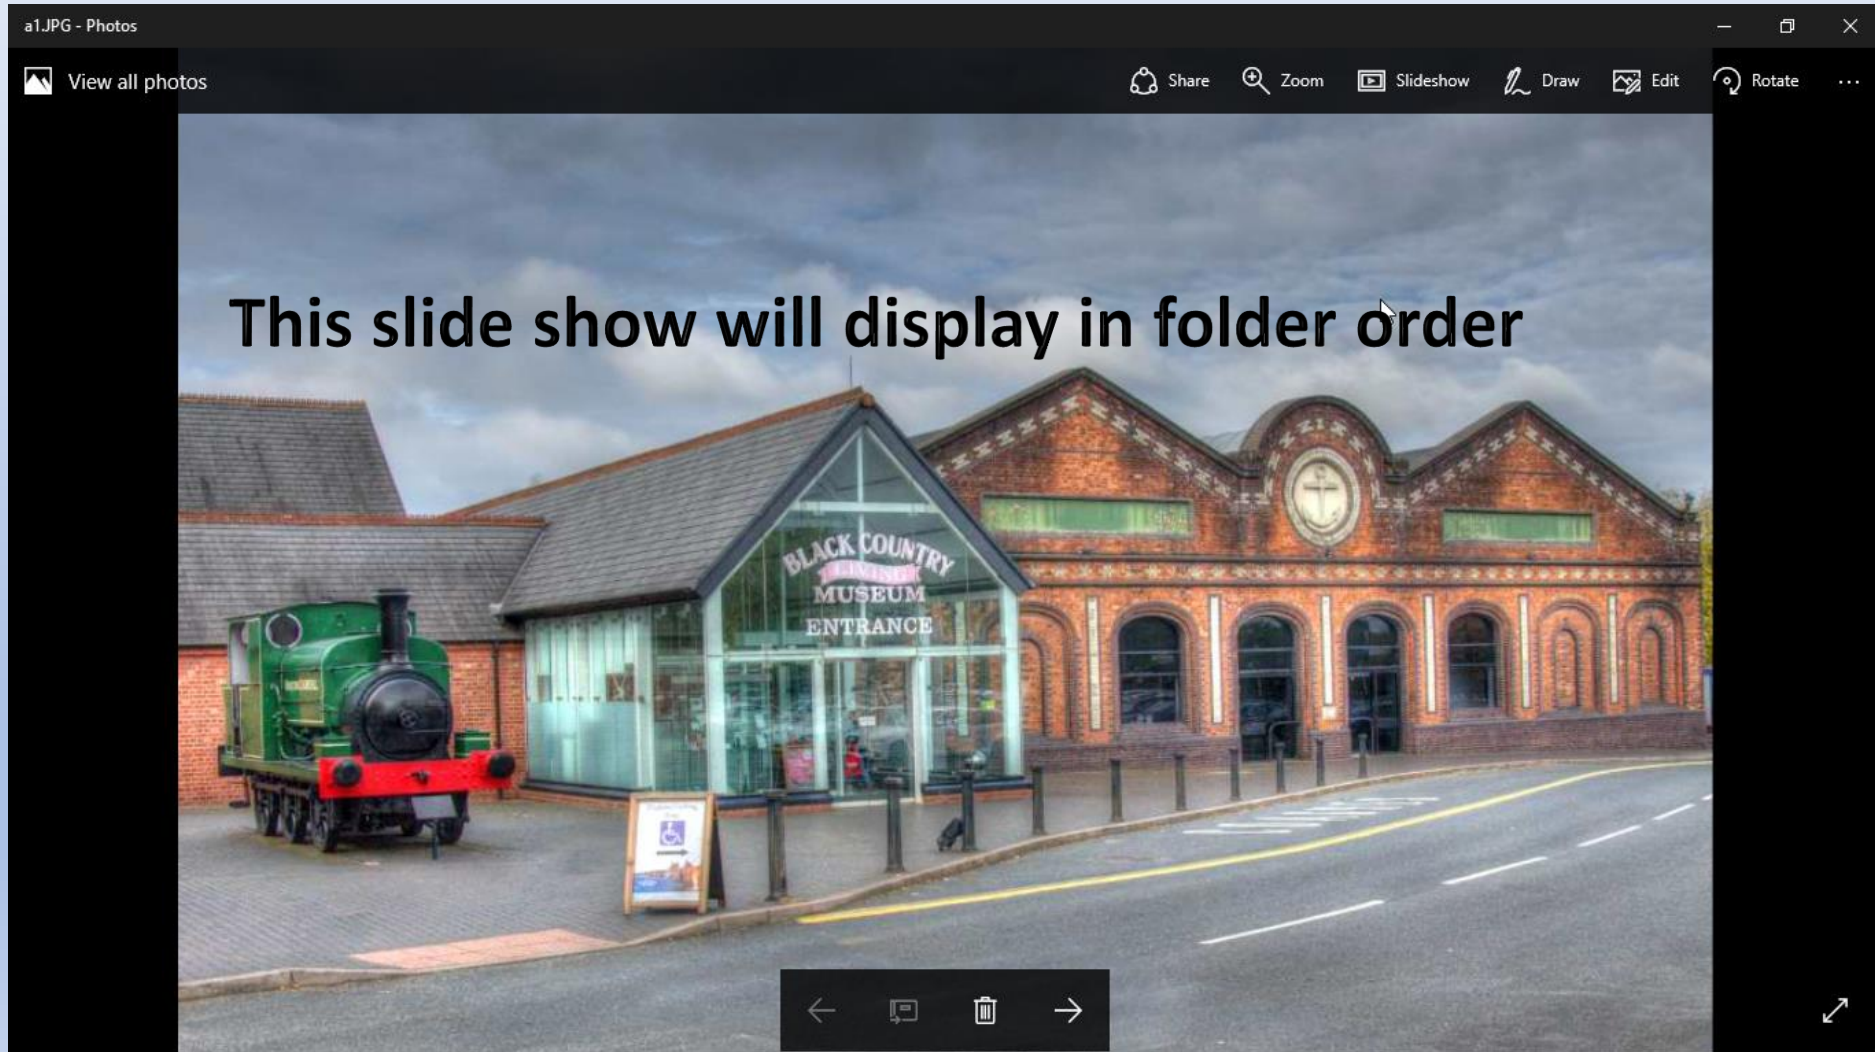 a1.JPG - Photos
View all photos
Share Zoom Slideshow Draw Edit Rotate ...
This slide show will display in folder order
BLACK COUNTRY
LIVING
MUSEUM
ENTRANCE